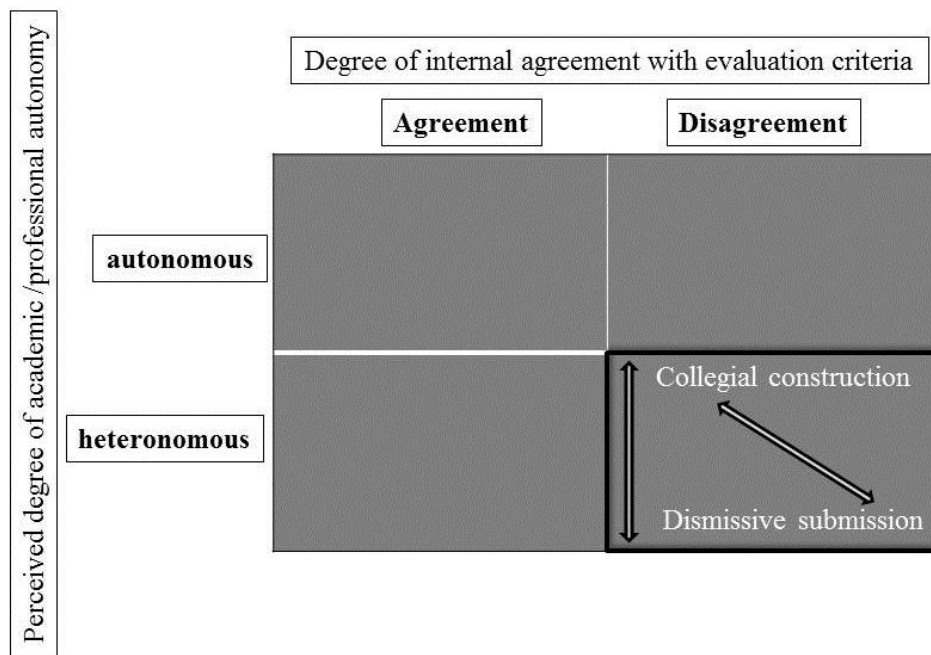 Perceived degree of academic /professional autonomy
Degree of internal agreement with evaluation criteria
Agreement
Disagreement
autonomous
heteronomous
Collegial construction
Dismissive submission